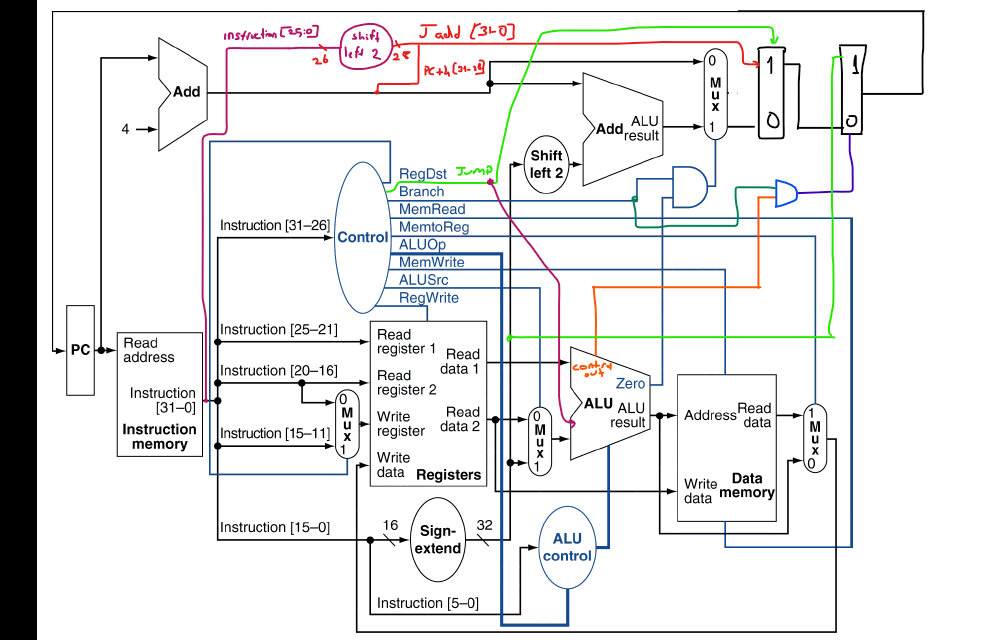 instruction [25:0]
shift
left 2
26
28
J add [31-0]
PC+4 [31-28]
Add
4
0
Mux
1
1
0
1
0
Add
ALU
result
Shift
left 2
RegDst
Jump
Branch
MemRead
MemtoReg
ALUOp
MemWrite
ALUSrc
RegWrite
Control
Instruction [31–26]
PC
Read
address
Instruction
[31–0]
Instruction
memory
Instruction [25–21]
Instruction [20–16]
Instruction [15–11]
0
Mux
1
Read
register 1
Read
register 2
Write
register
Write
data
Read
data 1
Read
data 2
Registers
0
Mux
1
control
out
Zero
ALU
ALU
result
Address
Read
data
Write
data
Data
memory
1
Mux
0
Instruction [15–0]
16
Sign-
extend
32
ALU
control
Instruction [5–0]